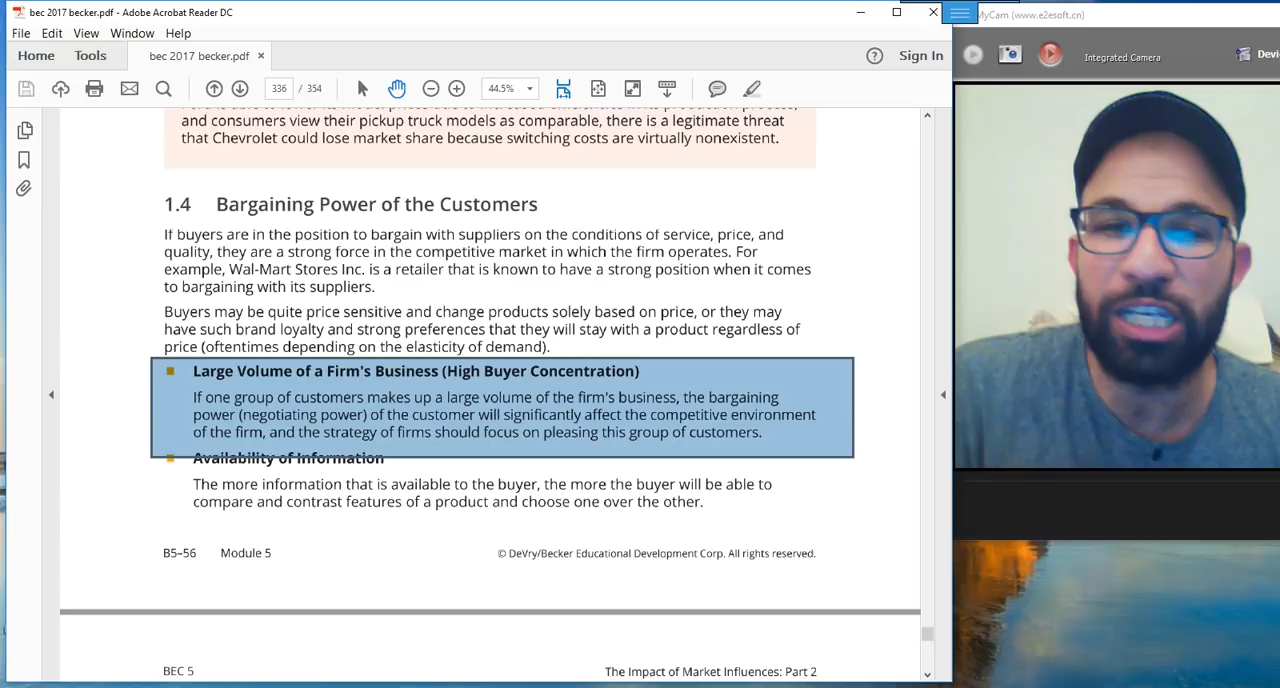 bec 2017 becker.pdf - Adobe Acrobat Reader DC
MyCam (www.e2esoft.cn)
File Edit View Window Help
Home Tools bec 2017 becker.pdf × Sign In
Integrated Camera
Devi
336 / 354 44.5%
and consumers view their pickup truck models as comparable, there is a legitimate threat
that Chevrolet could lose market share because switching costs are virtually nonexistent.
1.4 Bargaining Power of the Customers
If buyers are in the position to bargain with suppliers on the conditions of service, price, and
quality, they are a strong force in the competitive market in which the firm operates. For
example, Wal-Mart Stores Inc. is a retailer that is known to have a strong position when it comes
to bargaining with its suppliers.
Buyers may be quite price sensitive and change products solely based on price, or they may
have such brand loyalty and strong preferences that they will stay with a product regardless of
price (oftentimes depending on the elasticity of demand).
Large Volume of a Firm's Business (High Buyer Concentration)
If one group of customers makes up a large volume of the firm's business, the bargaining
power (negotiating power) of the customer will significantly affect the competitive environment
of the firm, and the strategy of firms should focus on pleasing this group of customers.
Availability of Information
The more information that is available to the buyer, the more the buyer will be able to
compare and contrast features of a product and choose one over the other.
B5–56 Module 5 © DeVry/Becker Educational Development Corp. All rights reserved.
BEC 5 The Impact of Market Influences: Part 2